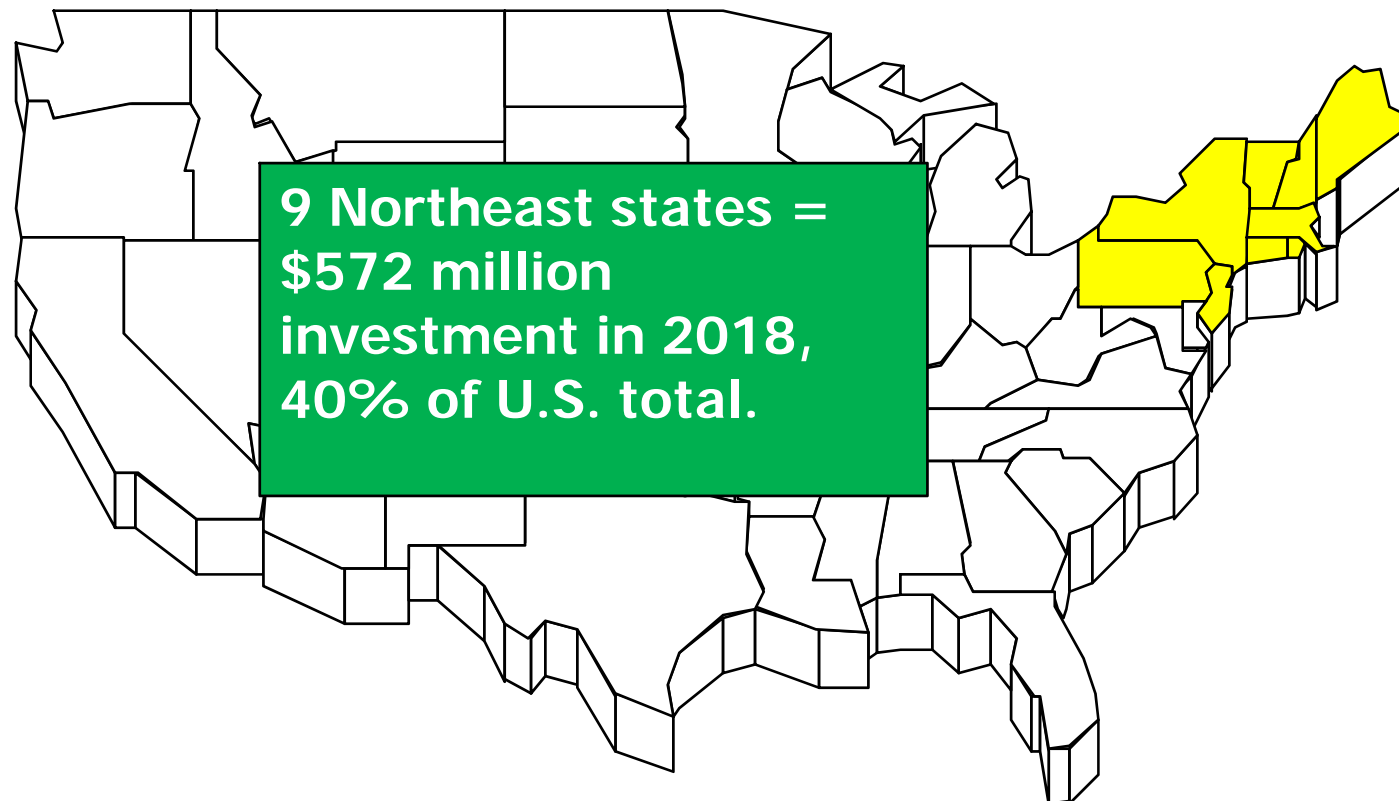 9 Northeast states =
$572 million
investment in 2018,
40% of U.S. total.